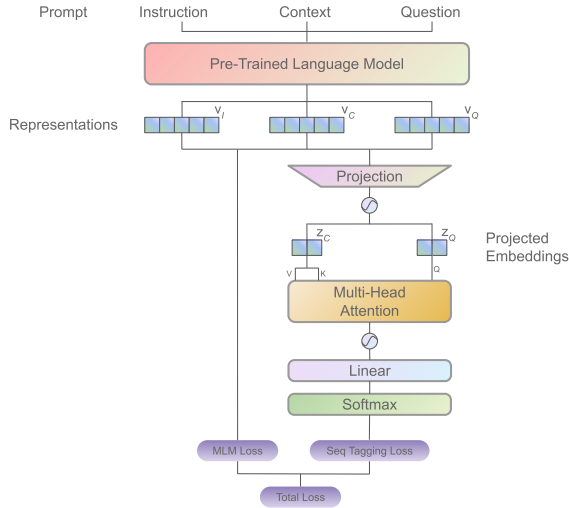 Prompt Instruction Context Question
Pre-Trained Language Model
Representations v_I v_C v_Q
Projection
z_C z_Q
Projected
Embeddings
V K Q
Multi-Head
Attention
Linear
Softmax
MLM Loss Seq Tagging Loss
Total Loss